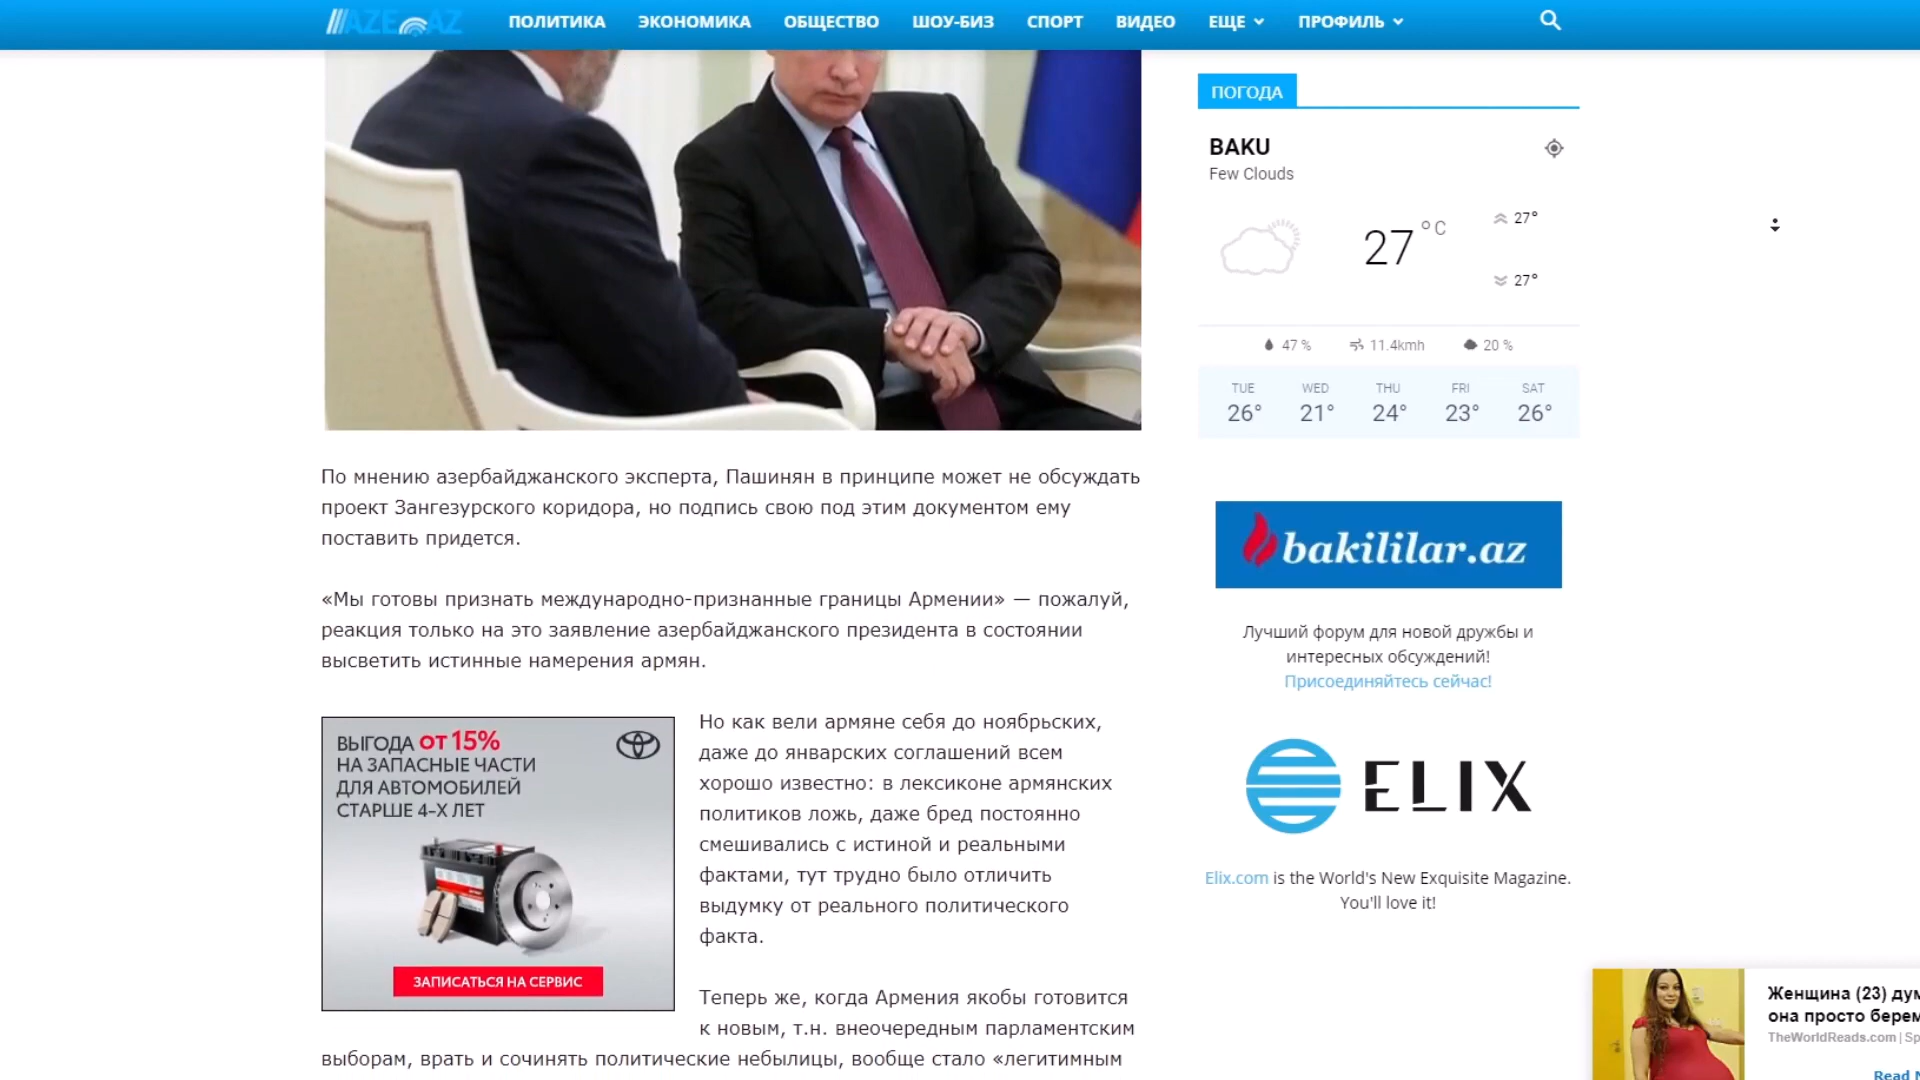 AZE.AZ
ПОЛИТИКА ЭКОНОМИКА ОБЩЕСТВО ШОУ-БИЗ СПОРТ ВИДЕО ЕЩЕ ПРОФИЛЬ
По мнению азербайджанского эксперта, Пашинян в принципе может не обсуждать
проект Зангезурского коридора, но подпись свою под этим документом ему
поставить придется.
«Мы готовы признать международно-признанные границы Армении» — пожалуй,
реакция только на это заявление азербайджанского президента в состоянии
высветить истинные намерения армян.
ВЫГОДА ОТ 15%
НА ЗАПАСНЫЕ ЧАСТИ
ДЛЯ АВТОМОБИЛЕЙ
СТАРШЕ 4-Х ЛЕТ
ЗАПИСАТЬСЯ НА СЕРВИС
Но как вели армяне себя до ноябрьских,
даже до январских соглашений всем
хорошо известно: в лексиконе армянских
политиков ложь, даже бред постоянно
смешивались с истиной и реальными
фактами, тут трудно было отличить
выдумку от реального политического
факта.
Теперь же, когда Армения якобы готовится
к новым, т.н. внеочередным парламентским
выборам, врать и сочинять политические небылицы, вообще стало «легитимным
ПОГОДА
BAKU
Few Clouds
27 °C
27°
27°
47 % 11.4kmh 20 %
TUE WED THU FRI SAT
26° 21° 24° 23° 26°
bakililar.az
Лучший форум для новой дружбы и
интересных обсуждений!
Присоединяйтесь сейчас!
ELIX
Elix.com is the World's New Exquisite Magazine.
You'll love it!
Женщина (23) дум
она просто берем
TheWorldReads.com | Sp
Read N